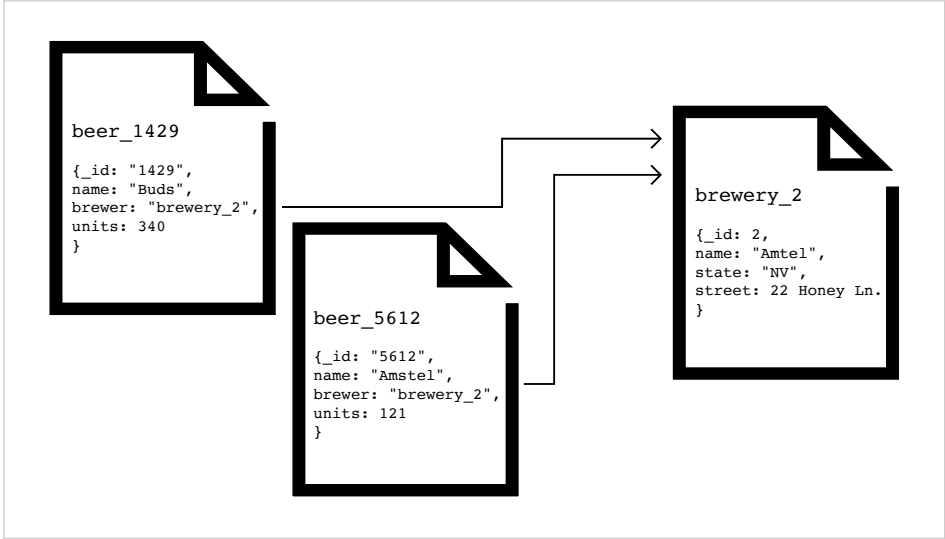 beer_1429
{_id: "1429",
name: "Buds",
brewer: "brewery_2",
units: 340
}
beer_5612
{_id: "5612",
name: "Amstel",
brewer: "brewery_2",
units: 121
}
brewery_2
{_id: 2,
name: "Amtel",
state: "NV",
street: 22 Honey Ln.
}